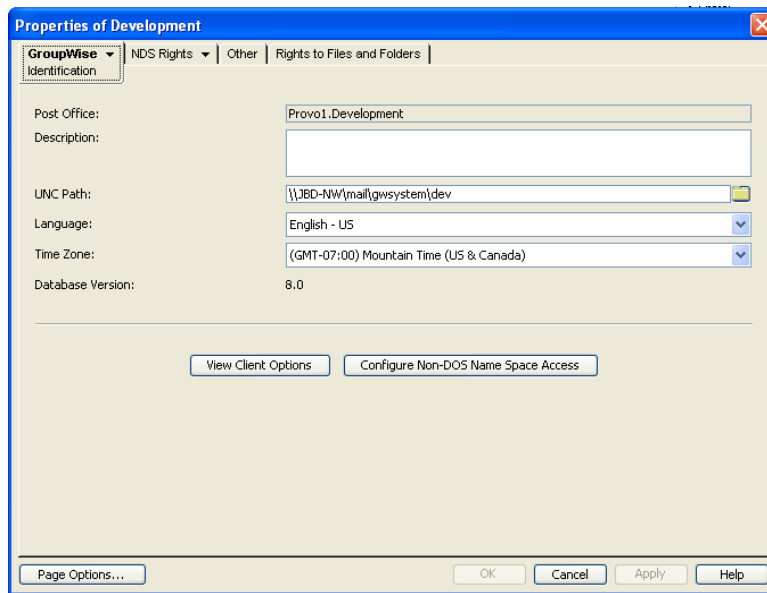 Properties of Development
GroupWise NDS Rights Other Rights to Files and Folders
Identification
Post Office: Provo1.Development
Description:
UNC Path: \\JBD-NW\mail\gwsystem\dev
Language: English - US
Time Zone: (GMT-07:00) Mountain Time (US & Canada)
Database Version: 8.0
View Client Options Configure Non-DOS Name Space Access
Page Options... OK Cancel Apply Help